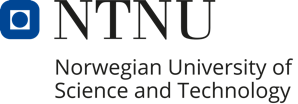 NTNU
Norwegian University of
Science and Technology